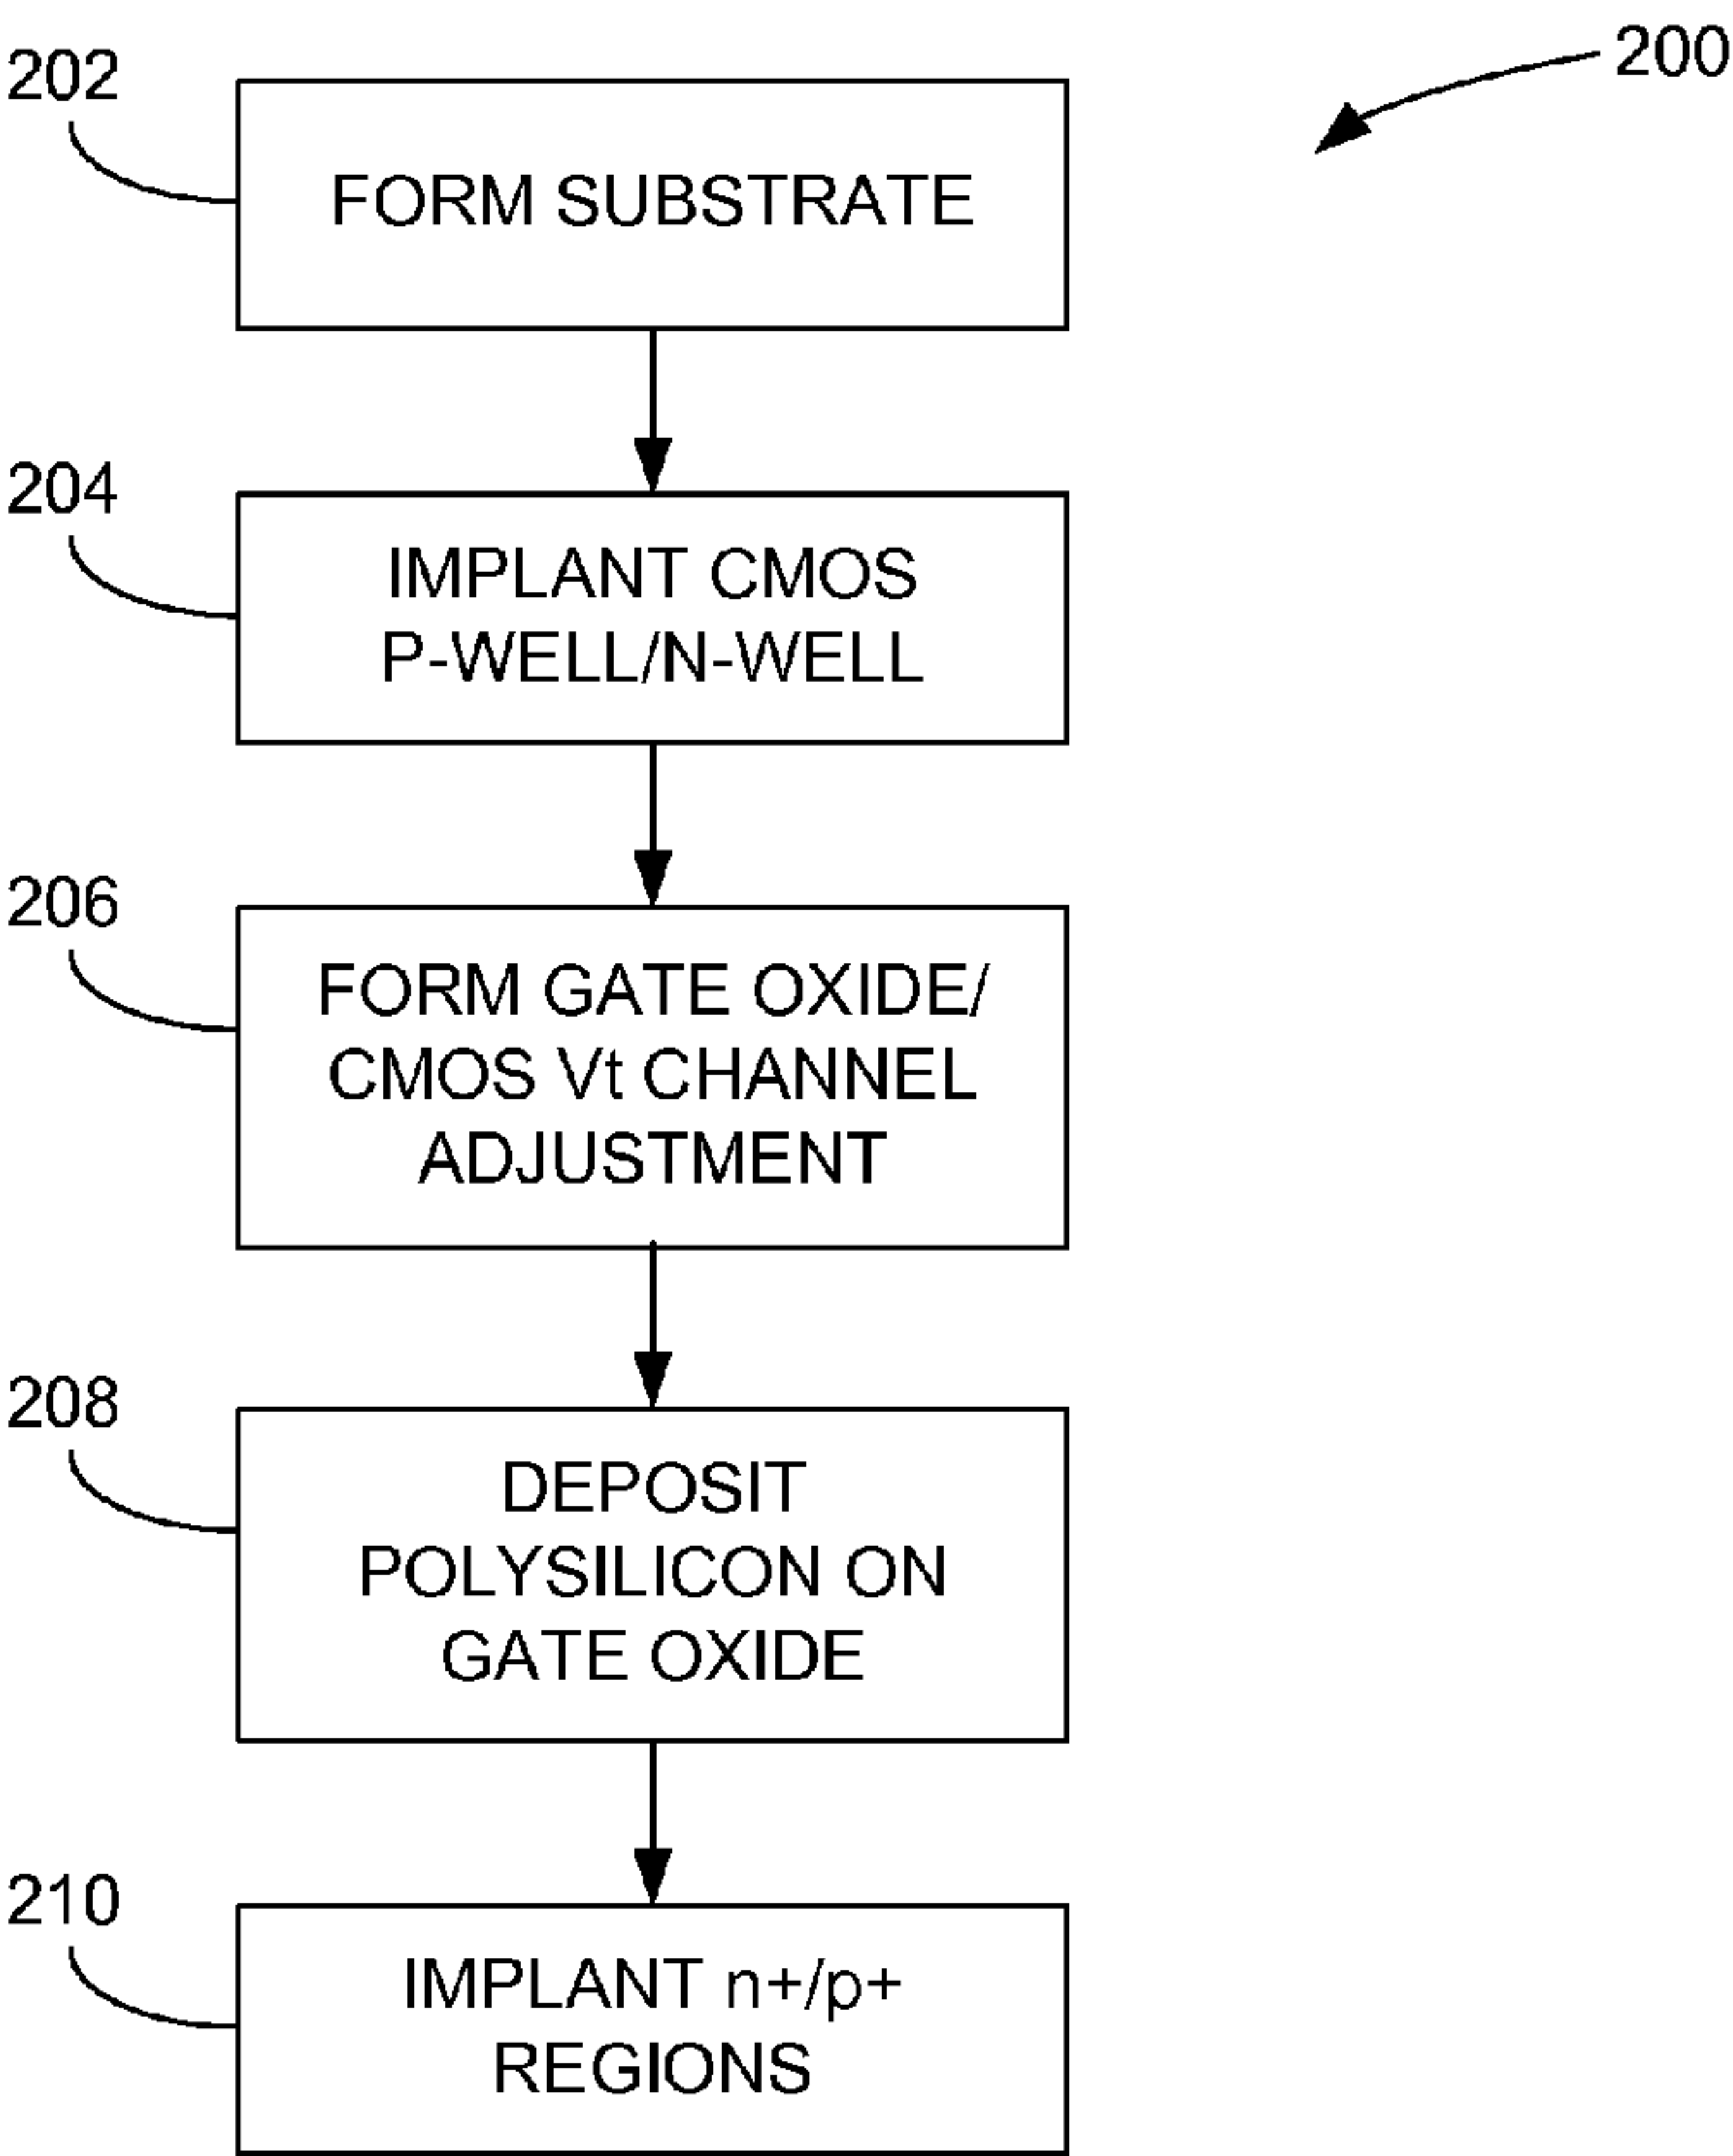 200
202
FORM SUBSTRATE
204
IMPLANT CMOS
P-WELL/N-WELL
206
FORM GATE OXIDE/
CMOS Vt CHANNEL
ADJUSTMENT
208
DEPOSIT
POLYSILICON ON
GATE OXIDE
210
IMPLANT n+/p+
REGIONS